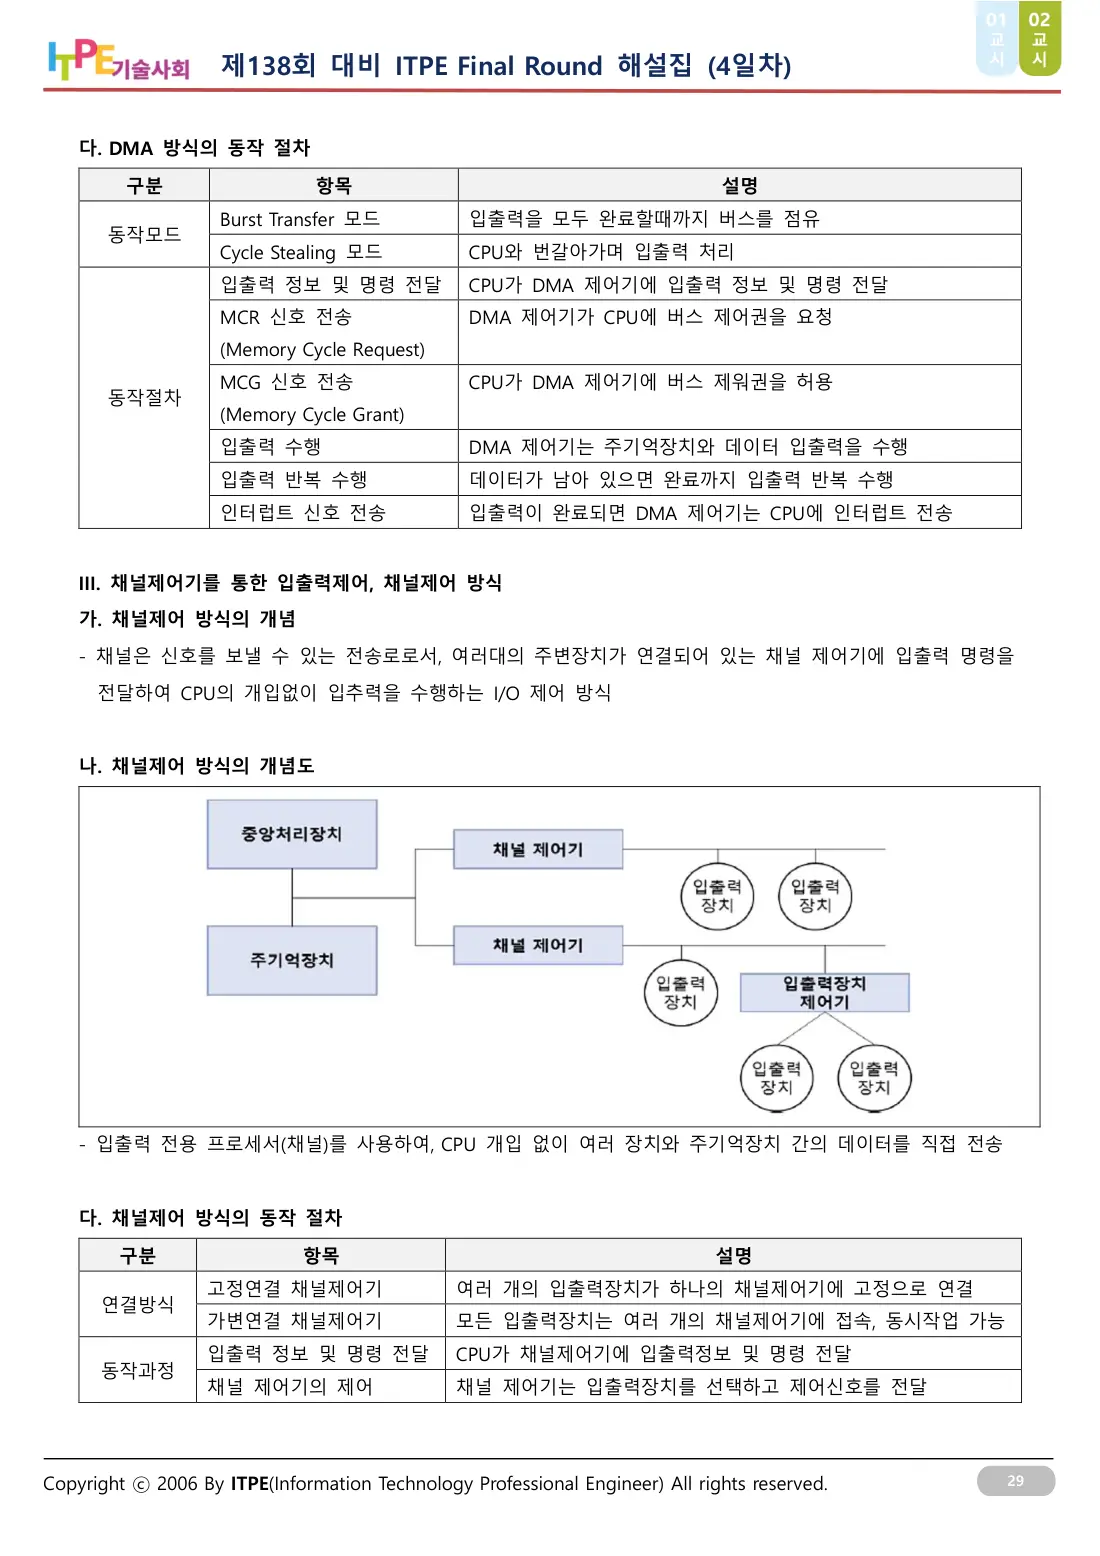 ITPE기술사회 제138회 대비 ITPE Final Round 해설집 (4일차)
01 교시
02 교시
다. DMA 방식의 동작 절차
구분 항목 설명
동작모드 Burst Transfer 모드 입출력을 모두 완료할때까지 버스를 점유
Cycle Stealing 모드 CPU와 번갈아가며 입출력 처리
동작절차 입출력 정보 및 명령 전달 CPU가 DMA 제어기에 입출력 정보 및 명령 전달
MCR 신호 전송 DMA 제어기가 CPU에 버스 제어권을 요청
(Memory Cycle Request)
MCG 신호 전송 CPU가 DMA 제어기에 버스 제워권을 허용
(Memory Cycle Grant)
입출력 수행 DMA 제어기는 주기억장치와 데이터 입출력을 수행
입출력 반복 수행 데이터가 남아 있으면 완료까지 입출력 반복 수행
인터럽트 신호 전송 입출력이 완료되면 DMA 제어기는 CPU에 인터럽트 전송
III. 채널제어기를 통한 입출력제어, 채널제어 방식
가. 채널제어 방식의 개념
- 채널은 신호를 보낼 수 있는 전송로로서, 여러대의 주변장치가 연결되어 있는 채널 제어기에 입출력 명령을
전달하여 CPU의 개입없이 입추력을 수행하는 I/O 제어 방식
나. 채널제어 방식의 개념도
중앙처리장치
채널 제어기
입출력
장치
입출력
장치
주기억장치
채널 제어기
입출력
장치
입출력장치
제어기
입출력
장치
입출력
장치
- 입출력 전용 프로세서(채널)를 사용하여, CPU 개입 없이 여러 장치와 주기억장치 간의 데이터를 직접 전송
다. 채널제어 방식의 동작 절차
구분 항목 설명
연결방식 고정연결 채널제어기 여러 개의 입출력장치가 하나의 채널제어기에 고정으로 연결
가변연결 채널제어기 모든 입출력장치는 여러 개의 채널제어기에 접속, 동시작업 가능
동작과정 입출력 정보 및 명령 전달 CPU가 채널제어기에 입출력정보 및 명령 전달
채널 제어기의 제어 채널 제어기는 입출력장치를 선택하고 제어신호를 전달
Copyright ⓒ 2006 By ITPE(Information Technology Professional Engineer) All rights reserved.
29